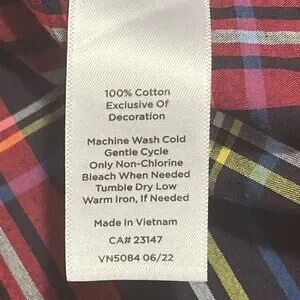 100% Cotton
Exclusive Of
Decoration
Machine Wash Cold
Gentle Cycle
Only Non-Chlorine
Bleach When Needed
Tumble Dry Low
Warm Iron, If Needed
Made In Vietnam
CA# 23147
VN5084 06/22